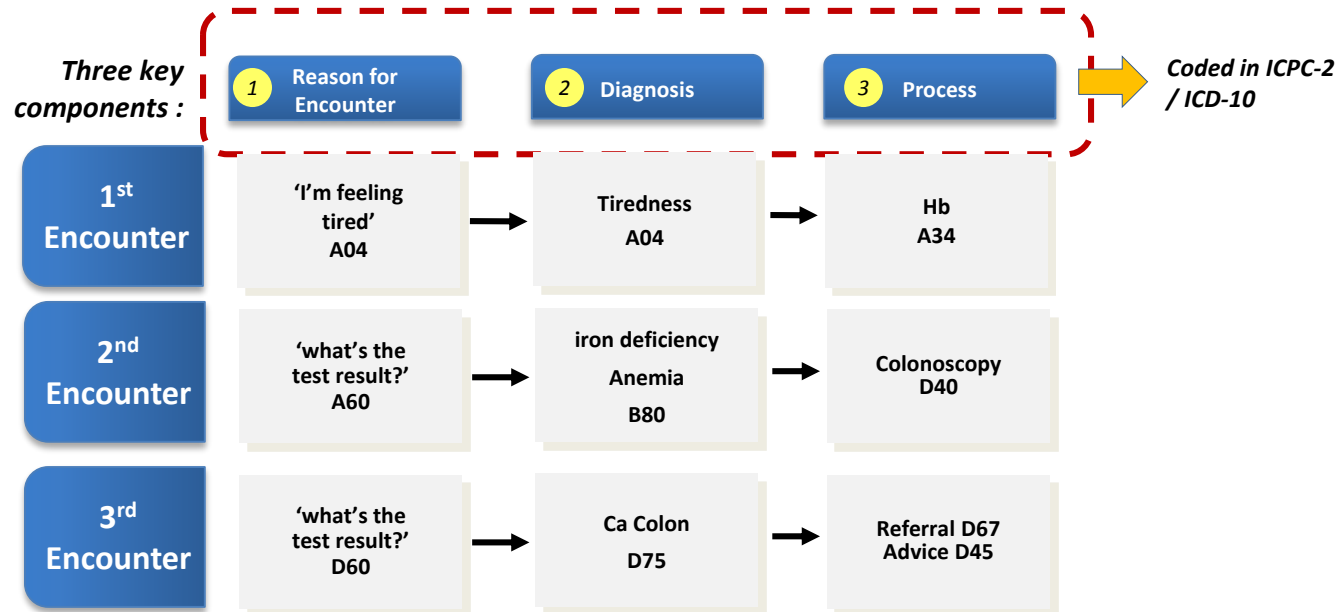 Three key
components :
1
Reason for
Encounter
2
Diagnosis
3
Process
Coded in ICPC-2
/ ICD-10
1st
Encounter
‘I’m feeling
tired’
A04
Tiredness
A04
Hb
A34
2nd
Encounter
‘what’s the
test result?’
A60
iron deficiency
Anemia
B80
Colonoscopy
D40
3rd
Encounter
‘what’s the
test result?’
D60
Ca Colon
D75
Referral D67
Advice D45